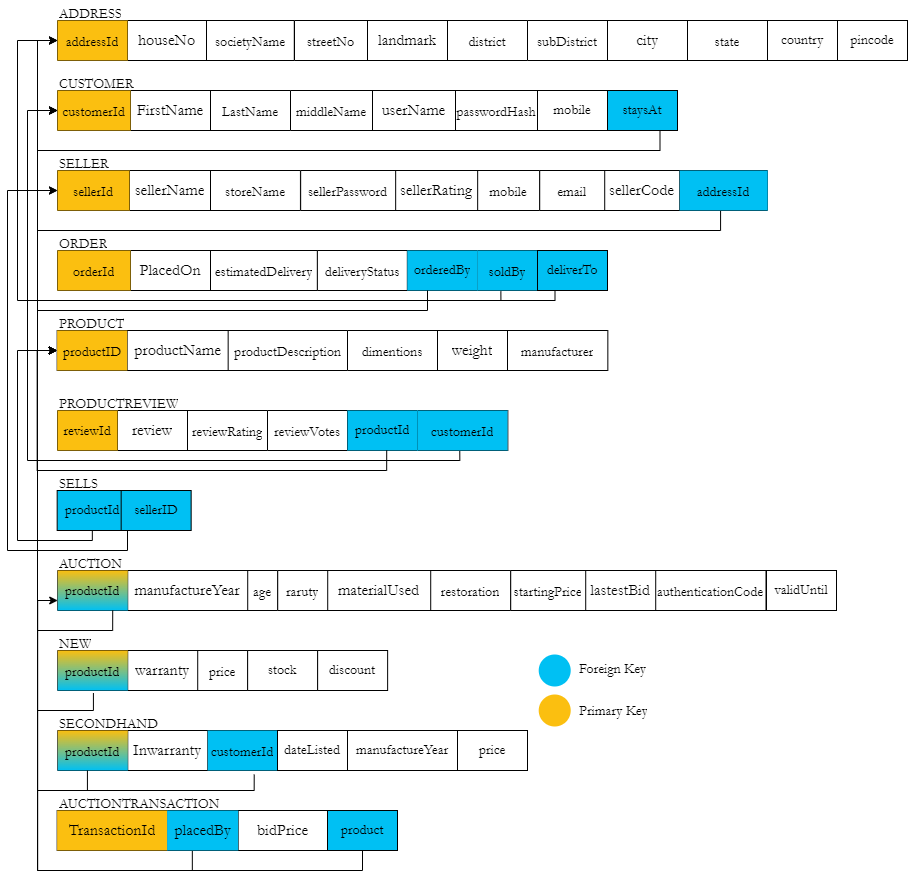 ADDRESS
addressId houseNo societyName streetNo landmark district subDistrict city state country pincode
CUSTOMER
customerId FirstName LastName middleName userName passwordHash mobile staysAt
SELLER
sellerId sellerName storeName sellerPassword sellerRating mobile email sellerCode addressId
ORDER
orderId PlacedOn estimatedDelivery deliveryStatus orderedBy soldBy deliverTo
PRODUCT
productID productName productDescription dimentions weight manufacturer
PRODUCTREVIEW
reviewId review reviewRating reviewVotes productId customerId
SELLS
productId sellerID
AUCTION
productId manufactureYear age raruty materialUsed restoration startingPrice lastestBid authenticationCode validUntil
NEW
productId warranty price stock discount
Foreign Key
Primary Key
SECONDHAND
productId Inwarranty customerId dateListed manufactureYear price
AUCTIONTRANSACTION
TransactionId placedBy bidPrice product